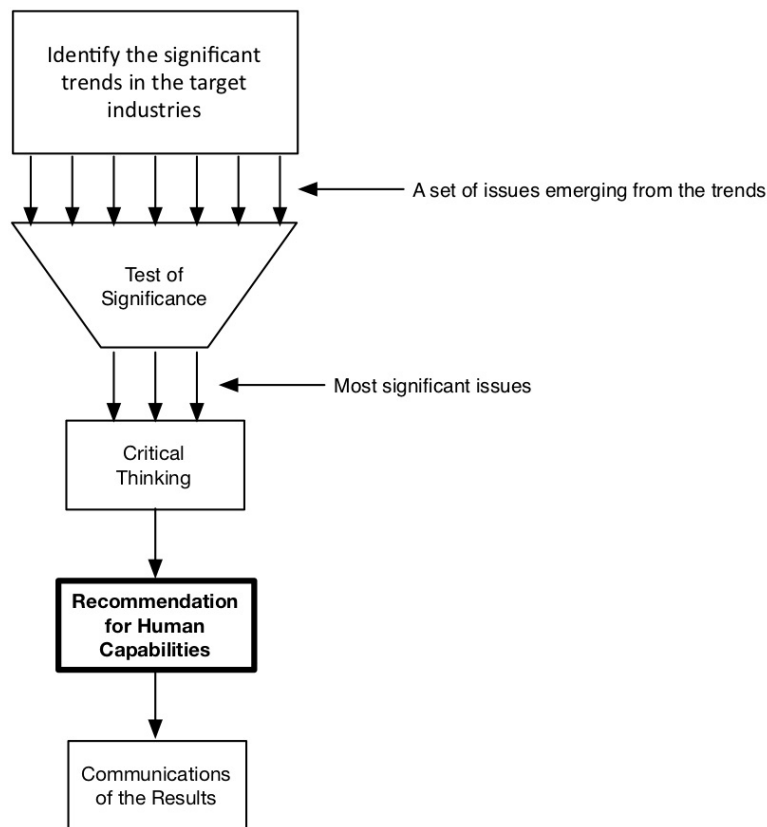 Identify the significant
trends in the target
industries
A set of issues emerging from the trends
Test of
Significance
Most significant issues
Critical
Thinking
Recommendation
for Human
Capabilities
Communications
of the Results